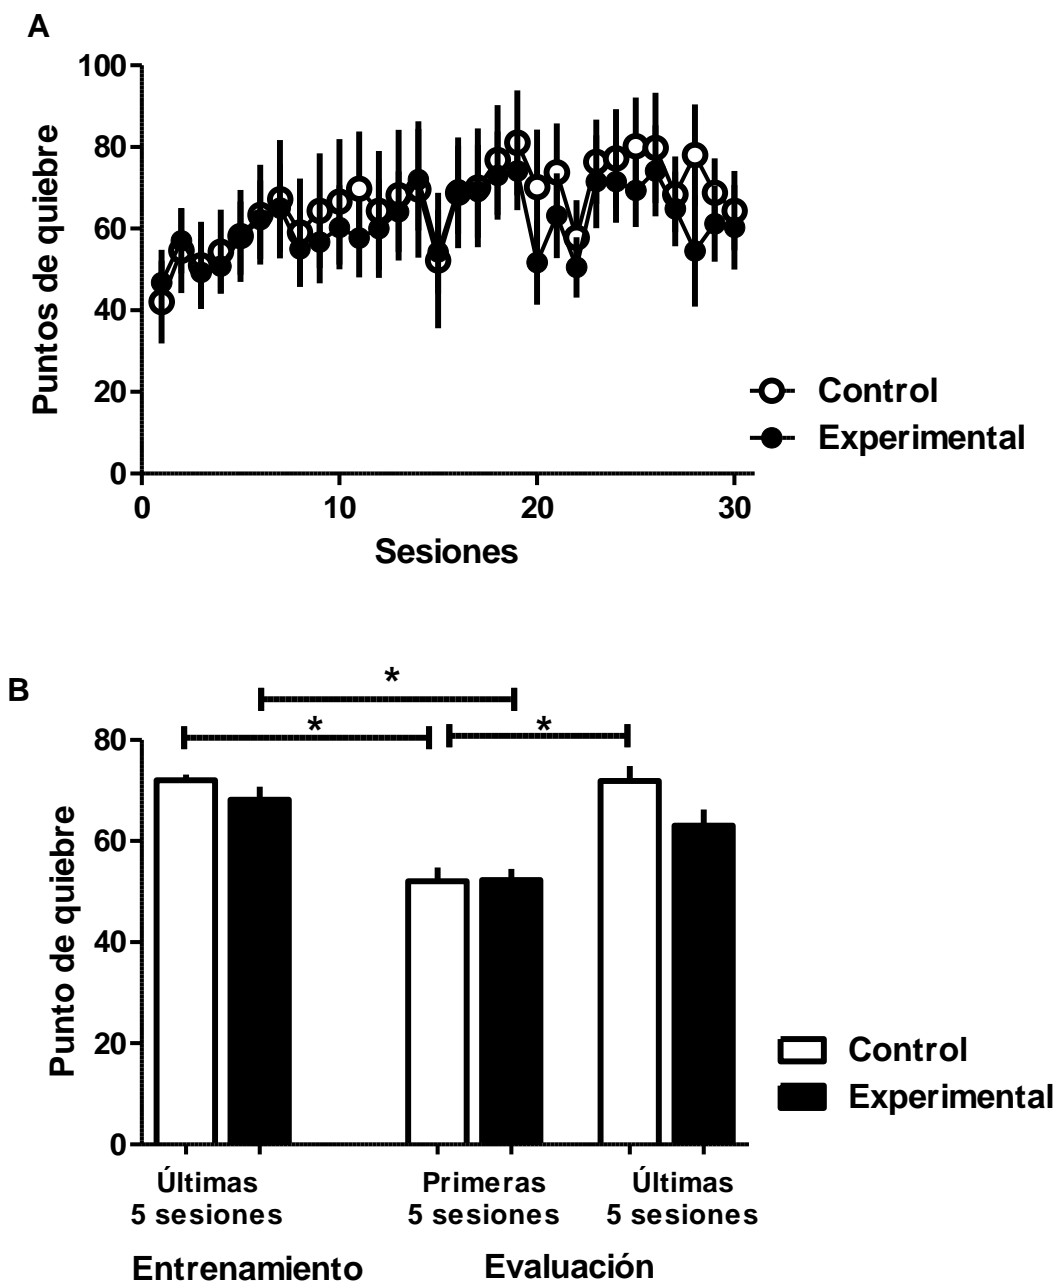 A
100
80
60
40
20
0
Puntos de quiebre
0 10 20 30
Sesiones
Control
Experimental
B
*
* *
80
60
40
20
0
Punto de quiebre
Control
Experimental
Últimas Primeras Últimas
5 sesiones 5 sesiones 5 sesiones
Entrenamiento Evaluación